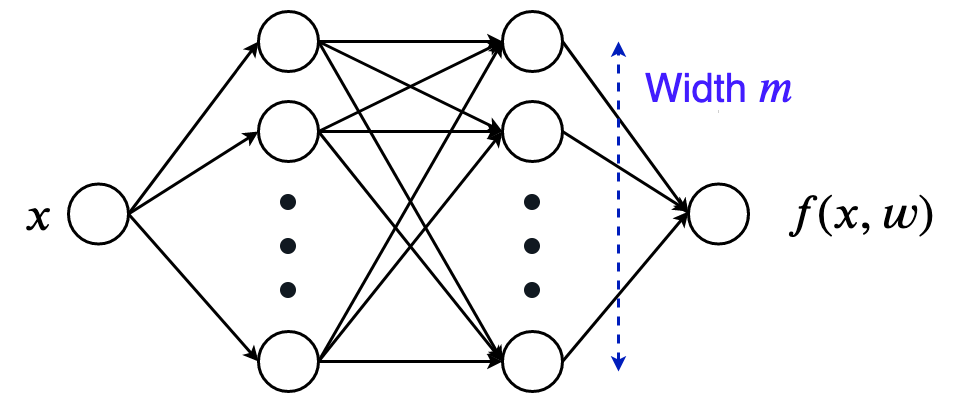 Width m
x
f(x, w)